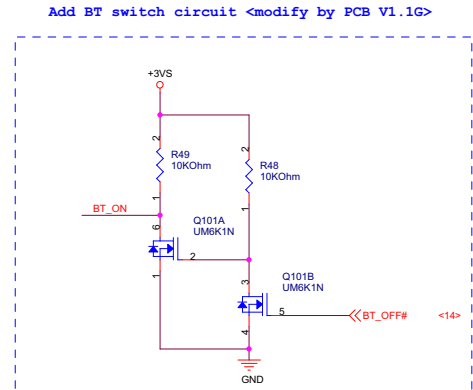 Add BT switch circuit <modify by PCB V1.1G>
+3VS
2
R49
10KOhm
1
2
R48
10KOhm
1
BT_ON
6
Q101A
UM6K1N
2
1
3
Q101B
UM6K1N
5
BT_OFF# <14>
4
GND